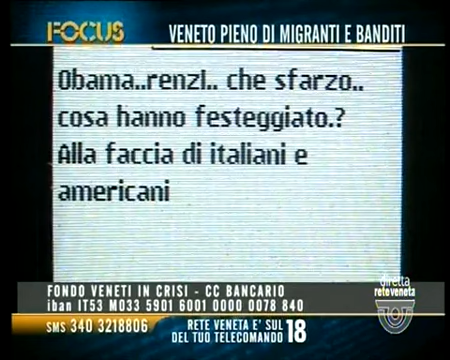 FOCUS
VENETO PIENO DI MIGRANTI E BANDITI
Obama..renzI.. che sfarzo..
cosa hanno festeggiato.?
Alla faccia di italiani e
americani
diretta
reteveneta
FONDO VENETI IN CRISI - CC BANCARIO
iban IT53 M033 5901 6001 0000 0078 840
SMS 340 3218806
RETE VENETA E' SUL
DEL TUO TELECOMANDO 18